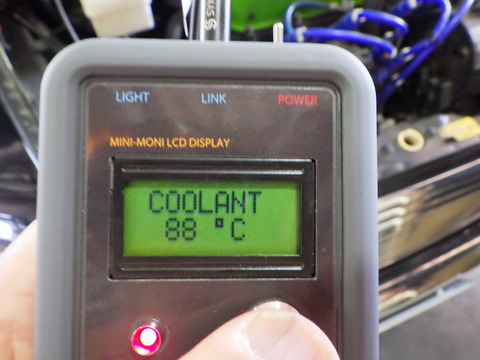 LIGHT LINK POWER
MINI-MONI LCD DISPLAY
COOLANT
88 °C